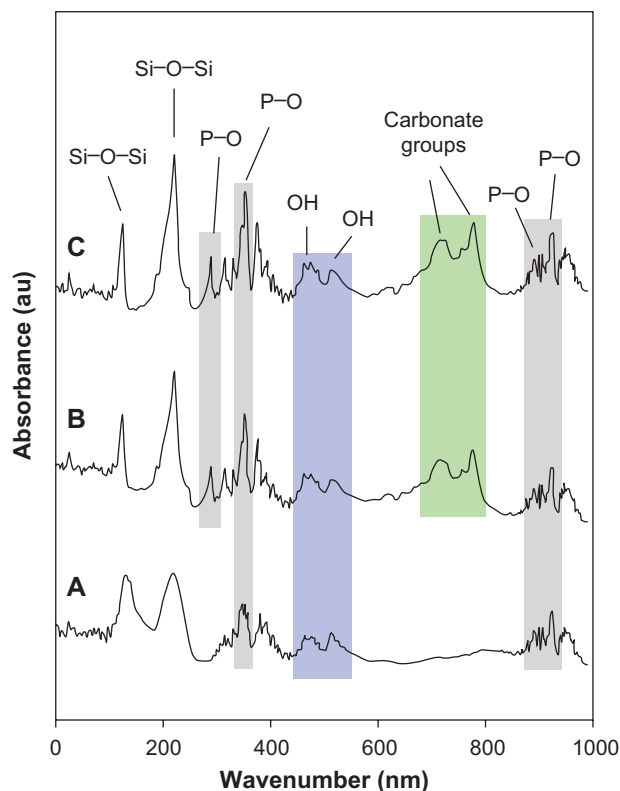 Si–O–Si
P–O
Si–O–Si
P–O
Carbonate
groups
P–O
P–O
OH
OH
C
B
A
Absorbance (au)
0
200
400
600
800
1000
Wavenumber (nm)